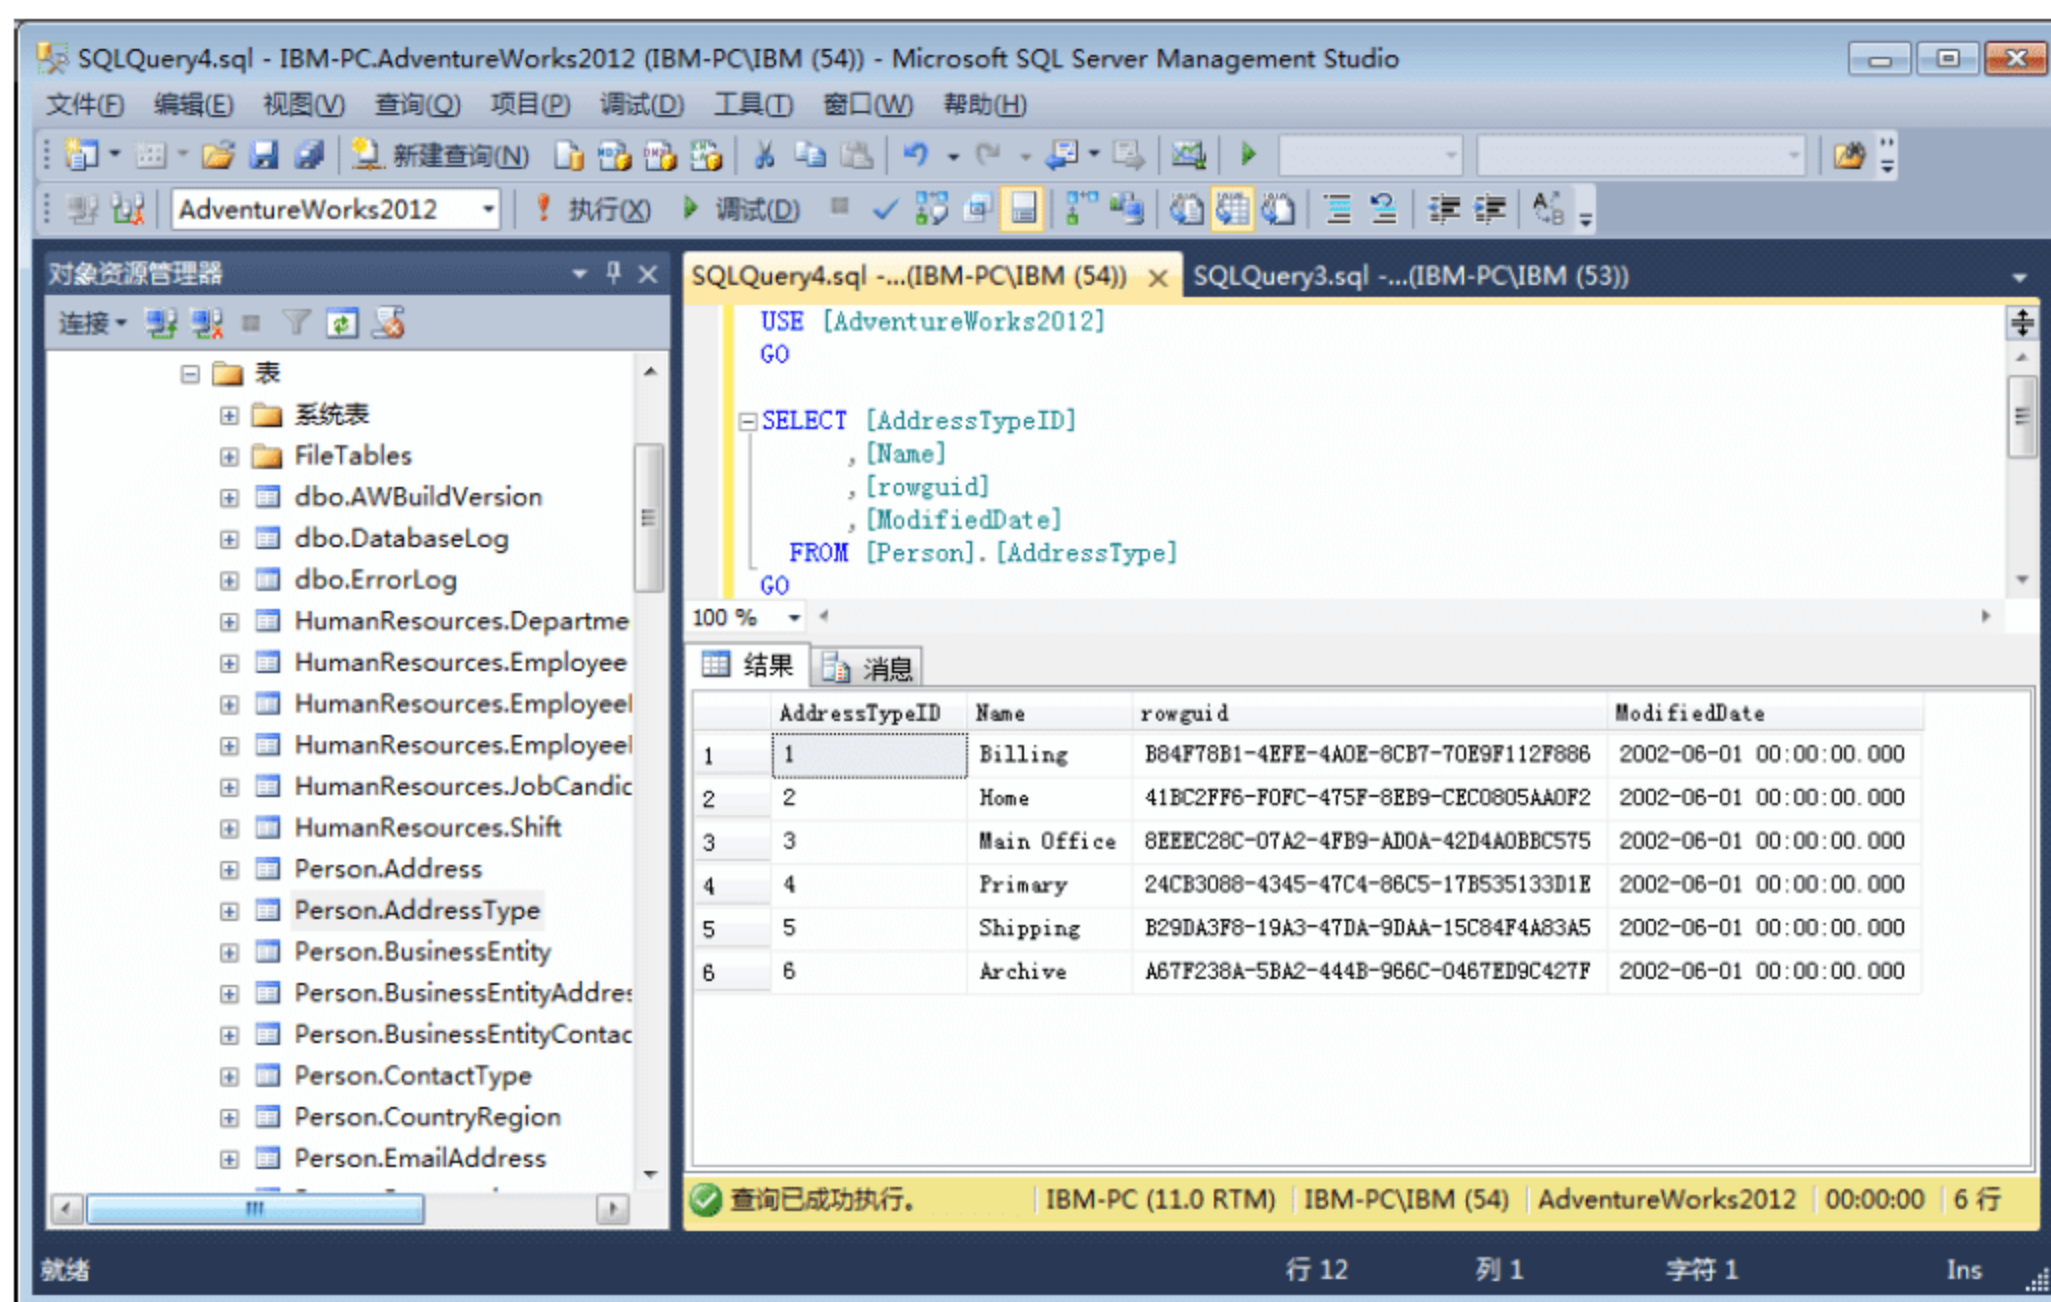 SQLQuery4.sql - IBM-PC.AdventureWorks2012 (IBM-PC\IBM (54)) - Microsoft SQL Server Management Studio
文件(F) 编辑(E) 视图(V) 查询(Q) 项目(P) 调试(D) 工具(T) 窗口(W) 帮助(H)
新建查询(N)
AdventureWorks2012 执行(X) 调试(D)
对象资源管理器
连接
表
系统表
FileTables
dbo.AWBuildVersion
dbo.DatabaseLog
dbo.ErrorLog
HumanResources.Departme
HumanResources.Employee
HumanResources.Employee
HumanResources.Employee
HumanResources.JobCandic
HumanResources.Shift
Person.Address
Person.AddressType
Person.BusinessEntity
Person.BusinessEntityAddres
Person.BusinessEntityContac
Person.ContactType
Person.CountryRegion
Person.EmailAddress
SQLQuery4.sql -...(IBM-PC\IBM (54)) SQLQuery3.sql -...(IBM-PC\IBM (53))
USE [AdventureWorks2012]
GO
SELECT [AddressTypeID]
,[Name]
,[rowguid]
,[ModifiedDate]
FROM [Person].[AddressType]
GO
100 %
结果 消息
AddressTypeID Name rowguid ModifiedDate
1 1 Billing B84F78B1-4EFE-4A0E-8CB7-70E9F112F886 2002-06-01 00:00:00.000
2 2 Home 41BC2FF6-F0FC-475F-8EB9-CEC0805AA0F2 2002-06-01 00:00:00.000
3 3 Main Office 8EEEC28C-07A2-4FB9-AD0A-42D4A0BBC575 2002-06-01 00:00:00.000
4 4 Primary 24CB3088-4345-47C4-86C5-17B535133D1E 2002-06-01 00:00:00.000
5 5 Shipping B29DA3F8-19A3-47DA-9DAA-15C84F4A83A5 2002-06-01 00:00:00.000
6 6 Archive A67F238A-5BA2-444B-966C-0467ED9C427F 2002-06-01 00:00:00.000
查询已成功执行。 IBM-PC (11.0 RTM) IBM-PC\IBM (54) AdventureWorks2012 00:00:00 6 行
就绪 行 12 列 1 字符 1 Ins